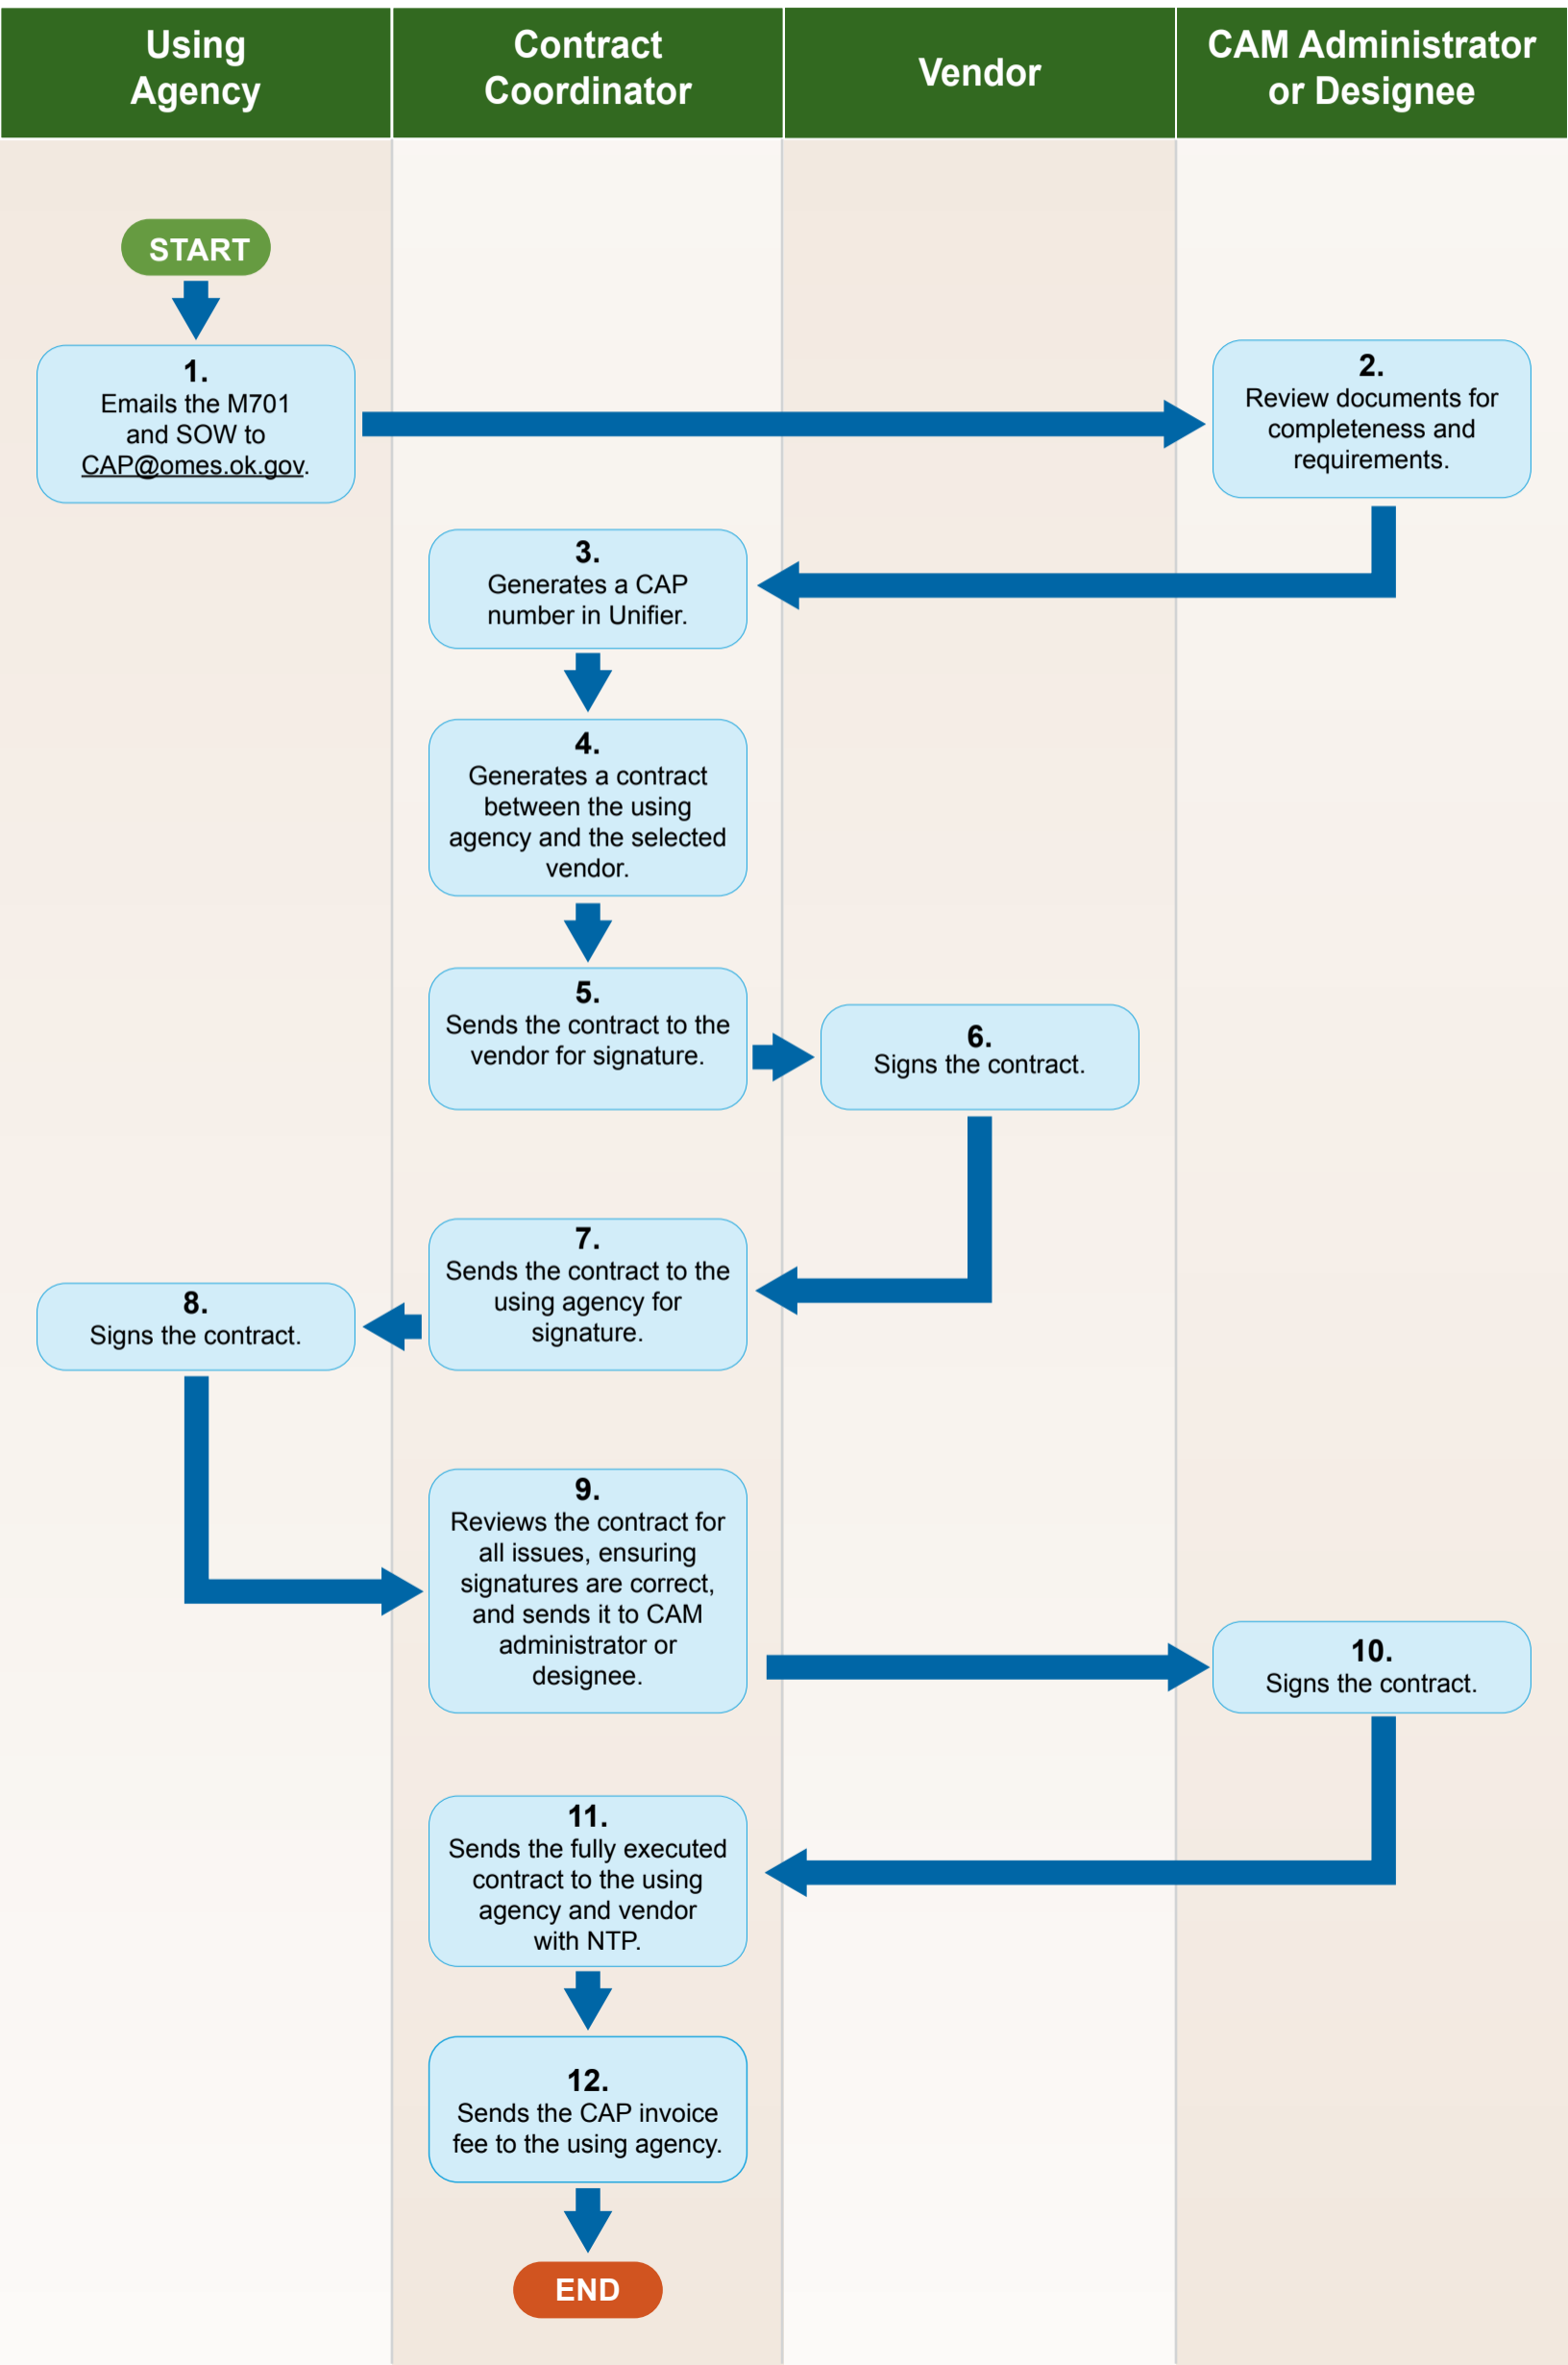 Using
Agency
Contract
Coordinator
Vendor
CAM Administrator
or Designee
START
1.
Emails the M701
and SOW to
CAP@omes.ok.gov.
2.
Review documents for
completeness and
requirements.
3.
Generates a CAP
number in Unifier.
4.
Generates a contract
between the using
agency and the selected
vendor.
5.
Sends the contract to the
vendor for signature.
6.
Signs the contract.
7.
Sends the contract to the
using agency for
signature.
8.
Signs the contract.
9.
Reviews the contract for
all issues, ensuring
signatures are correct,
and sends it to CAM
administrator or
designee.
10.
Signs the contract.
11.
Sends the fully executed
contract to the using
agency and vendor
with NTP.
12.
Sends the CAP invoice
fee to the using agency.
END